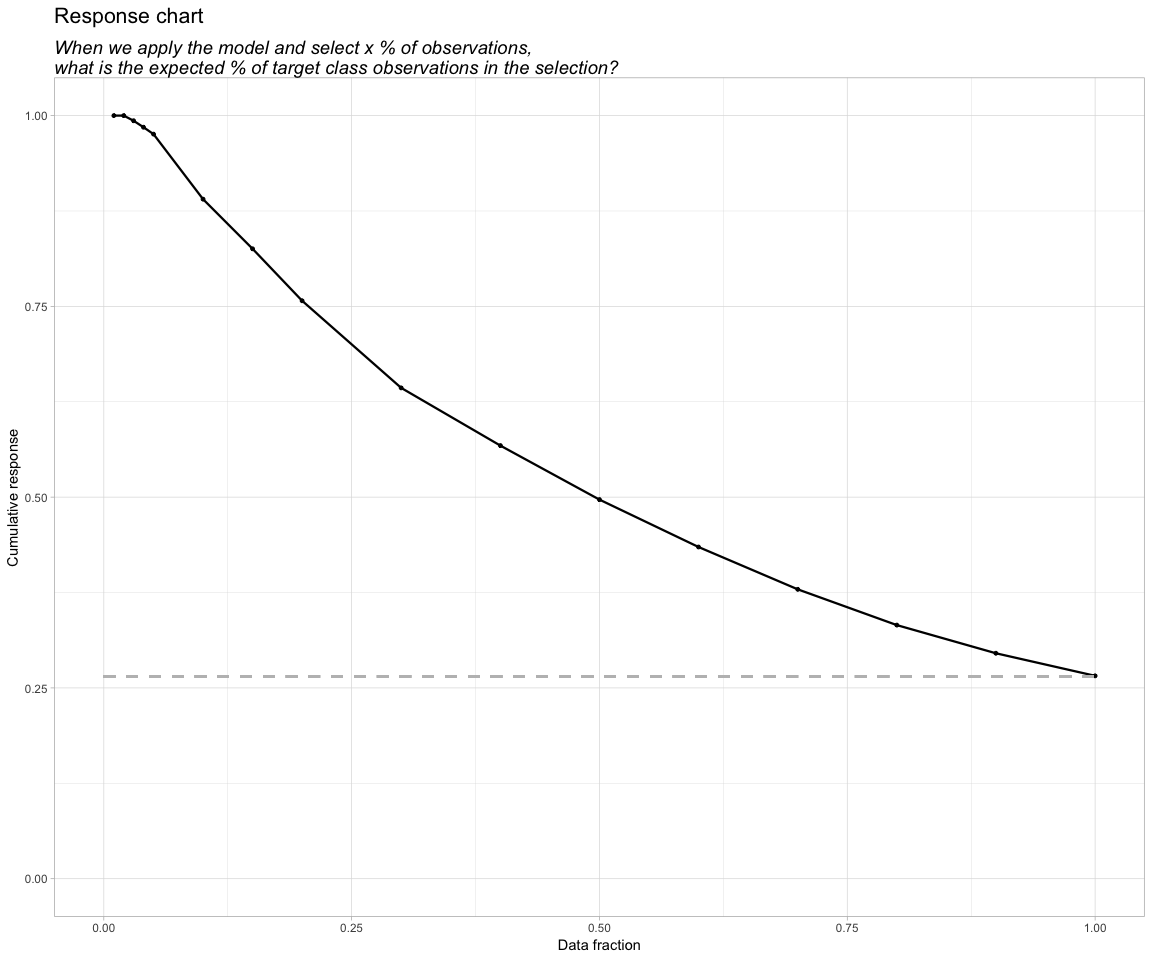 Response chart
When we apply the model and select x % of observations,
what is the expected % of target class observations in the selection?
1.00
0.75
0.50
0.25
0.00
Cumulative response
0.00
0.25
0.50
0.75
1.00
Data fraction